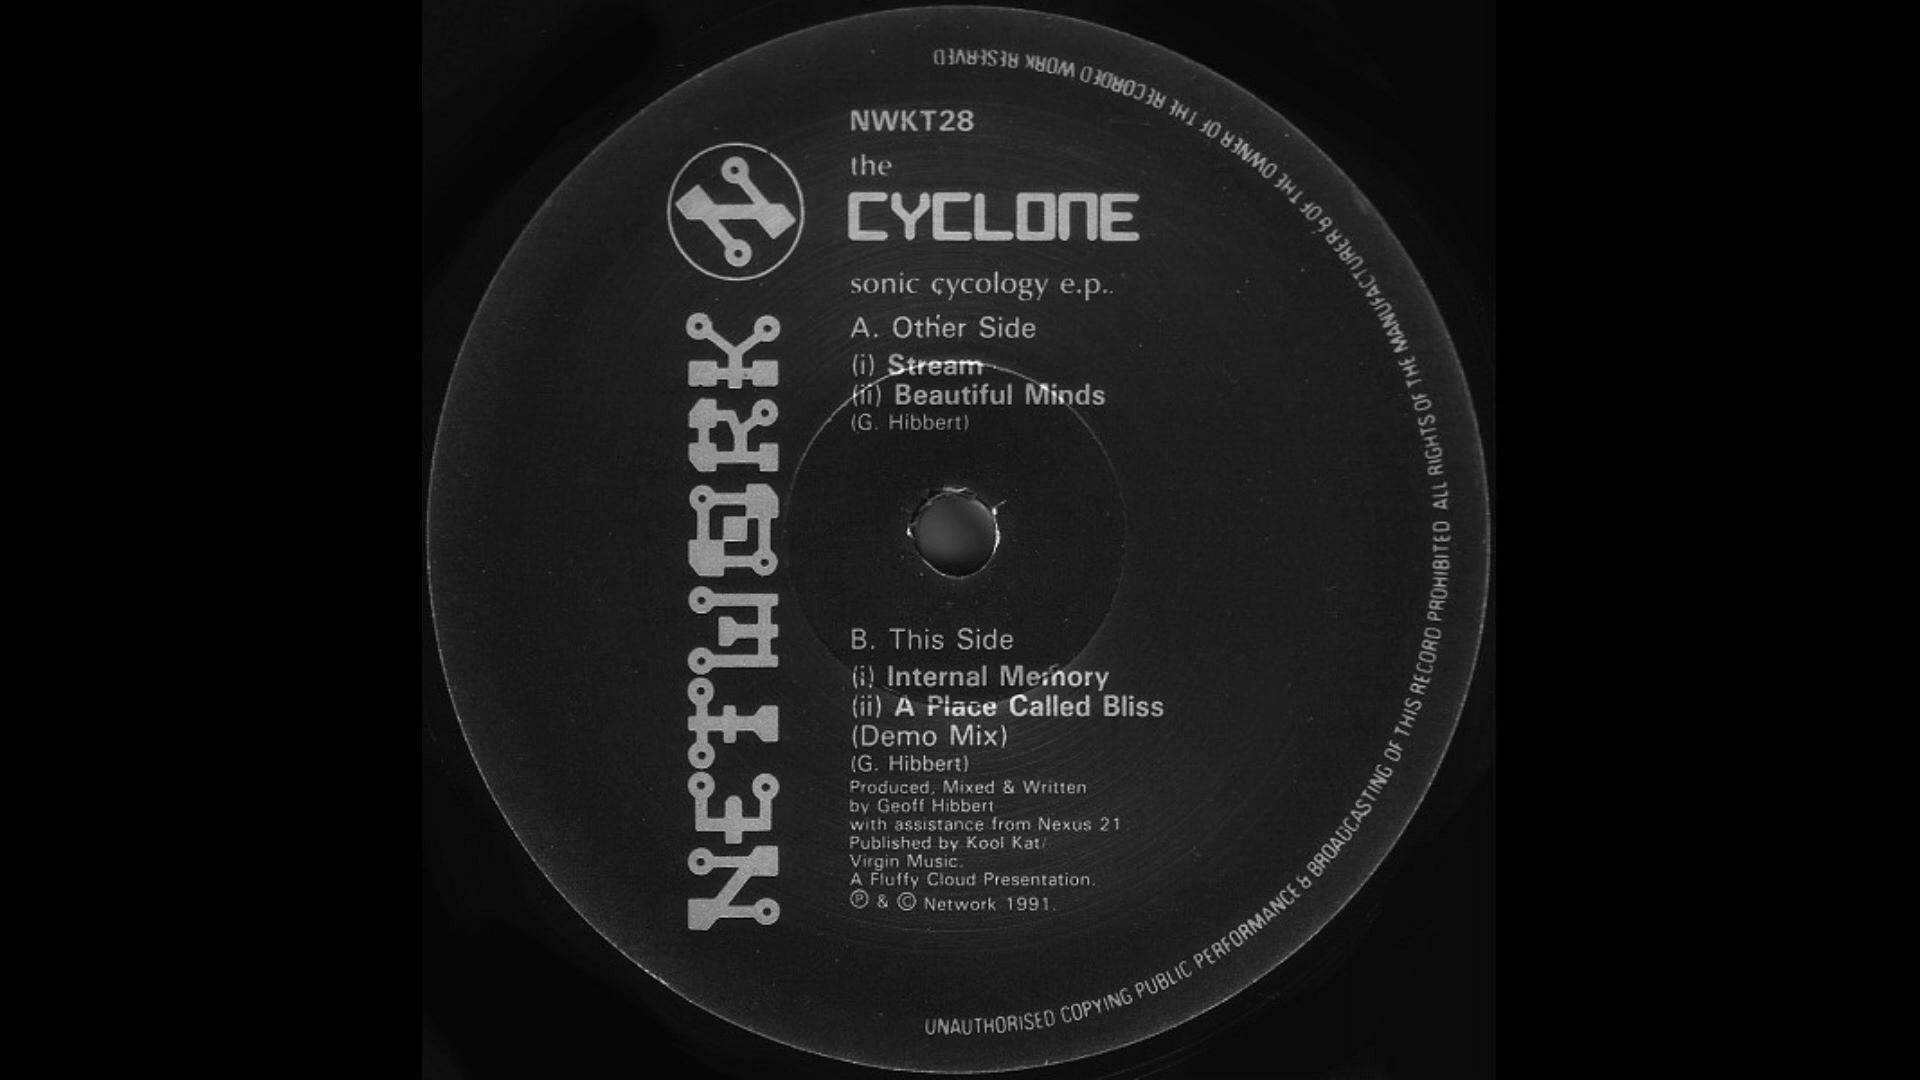 NWKT28
the
CYCLONE
sonic cycology e.p..
A. Other Side
(i) Stream
(ii) Beautiful Minds
(G. Hibbert)
B. This Side
(i) Internal Memory
(ii) A Place Called Bliss
(Demo Mix)
(G. Hibbert)
Produced, Mixed & Written
by Geoff Hibbert
with assistance from Nexus 21
Published by Kool Kat/
Virgin Music.
A Fluffy Cloud Presentation.
Ⓟ & © Network 1991.
N
NETWORK
UNAUTHORISED COPYING PUBLIC PERFORMANCE & BROADCASTING OF THIS RECORD PROHIBITED ALL RIGHTS OF THE MANUFACTURER & OF THE OWNER OF THE RECORDED WORK RESERVED